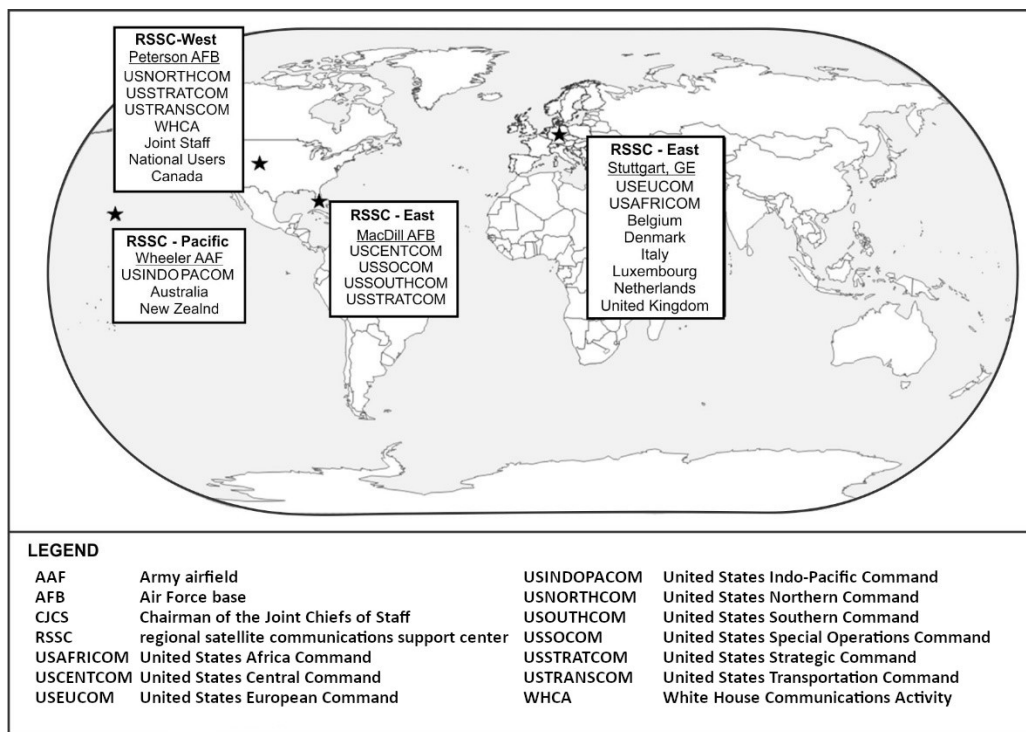 RSSC-West
Peterson AFB
USNORTHCOM
USSTRATCOM
USTRANSCOM
WHCA
Joint Staff
National Users
Canada
RSSC - Pacific
Wheeler AAF
USINDOPACOM
Australia
New Zealnd
RSSC - East
MacDill AFB
USCENTCOM
USSOCOM
USSOUTHCOM
USSTRATCOM
RSSC - East
Stuttgart, GE
USEUCOM
USAFRICOM
Belgium
Denmark
Italy
Luxembourg
Netherlands
United Kingdom
LEGEND
AAF Army airfield
AFB Air Force base
CJCS Chairman of the Joint Chiefs of Staff
RSSC regional satellite communications support center
USAFRICOM United States Africa Command
USCENTCOM United States Central Command
USEUCOM United States European Command
USINDOPACOM United States Indo-Pacific Command
USNORTHCOM United States Northern Command
USOUTHCOM United States Southern Command
USSOCOM United States Special Operations Command
USSTRATCOM United States Strategic Command
USTRANSCOM United States Transportation Command
WHCA White House Communications Activity